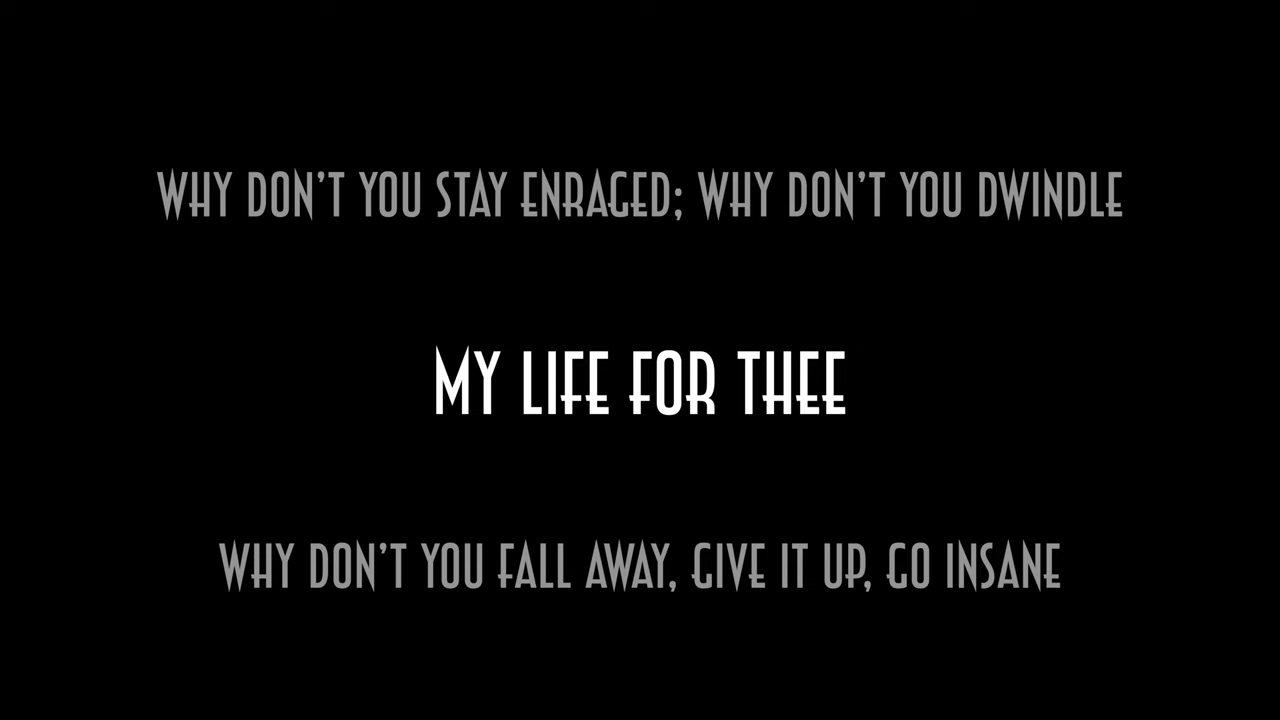 WHY DON'T YOU STAY ENRAGED; WHY DON'T YOU DWINDLE
MY LIFE FOR THEE
WHY DON'T YOU FALL AWAY, GIVE IT UP, GO INSANE